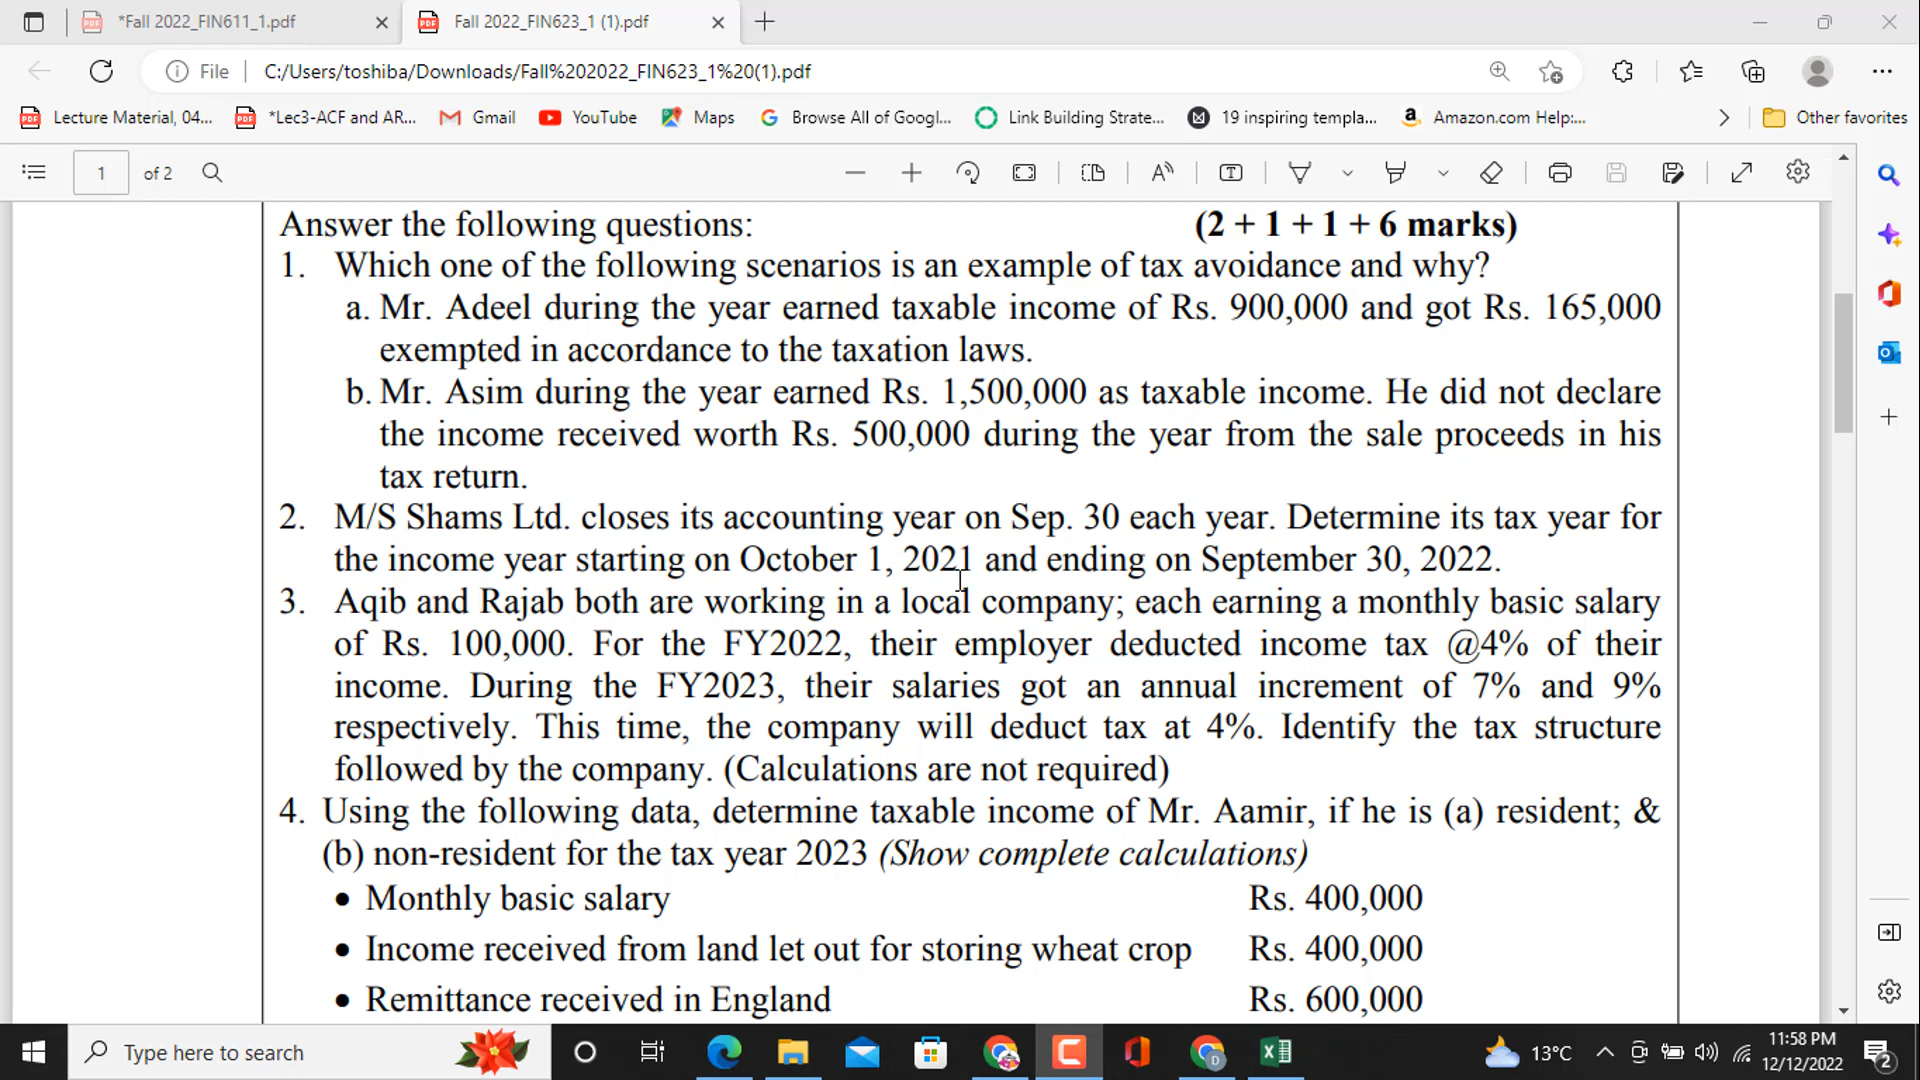 *Fall 2022_FIN611_1.pdf
Fall 2022_FIN623_1 (1).pdf
File
C:/Users/toshiba/Downloads/Fall%202022_FIN623_1%20(1).pdf
Lecture Material, 04...
*Lec3-ACF and AR...
Gmail
YouTube
Maps
Browse All of Googl...
Link Building Strate...
19 inspiring templa...
Amazon.com Help:...
Other favorites
1 of 2
Answer the following questions: (2 + 1 + 1 + 6 marks)
1. Which one of the following scenarios is an example of tax avoidance and why?
a. Mr. Adeel during the year earned taxable income of Rs. 900,000 and got Rs. 165,000
exempted in accordance to the taxation laws.
b. Mr. Asim during the year earned Rs. 1,500,000 as taxable income. He did not declare
the income received worth Rs. 500,000 during the year from the sale proceeds in his
tax return.
2. M/S Shams Ltd. closes its accounting year on Sep. 30 each year. Determine its tax year for
the income year starting on October 1, 2021 and ending on September 30, 2022.
3. Aqib and Rajab both are working in a local company; each earning a monthly basic salary
of Rs. 100,000. For the FY2022, their employer deducted income tax @4% of their
income. During the FY2023, their salaries got an annual increment of 7% and 9%
respectively. This time, the company will deduct tax at 4%. Identify the tax structure
followed by the company. (Calculations are not required)
4. Using the following data, determine taxable income of Mr. Aamir, if he is (a) resident; &
(b) non-resident for the tax year 2023 (Show complete calculations)
• Monthly basic salary Rs. 400,000
• Income received from land let out for storing wheat crop Rs. 400,000
• Remittance received in England Rs. 600,000
Type here to search
13°C
11:58 PM
12/12/2022
2